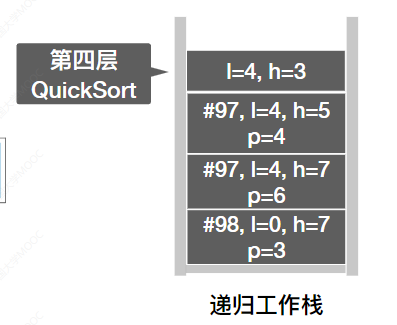 第四层
QuickSort
l=4, h=3
#97, l=4, h=5
p=4
#97, l=4, h=7
p=6
#98, l=0, h=7
p=3
递归工作栈